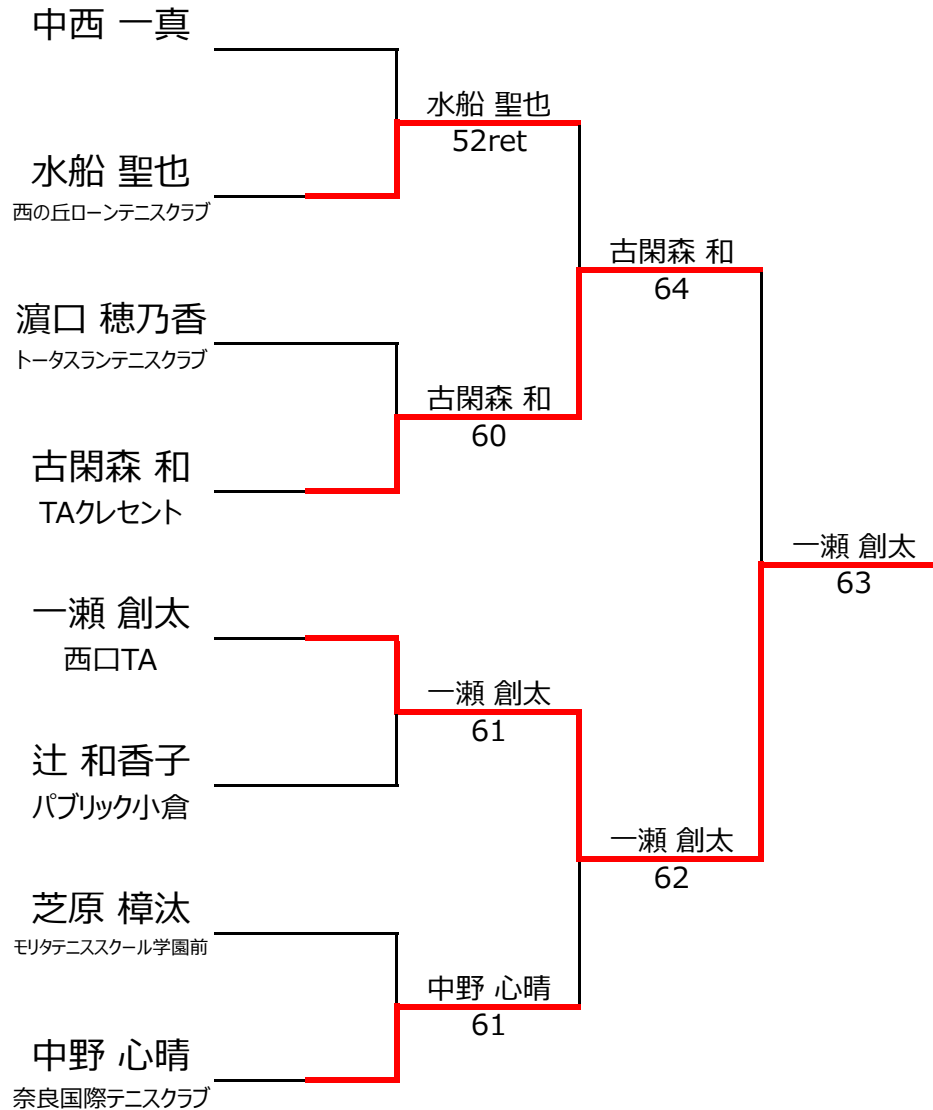 中西 一真
水船 聖也
西の丘ローンテニスクラブ
濵口 穂乃香
トータスランテニスクラブ
古閑森 和
TAクレセント
一瀬 創太
西口TA
辻 和香子
パブリック小倉
芝原 樟汰
モリタテニススクール学園前
中野 心晴
奈良国際テニスクラブ
水船 聖也
52ret
古閑森 和
60
一瀬 創太
61
中野 心晴
61
古閑森 和
64
一瀬 創太
62
一瀬 創太
63